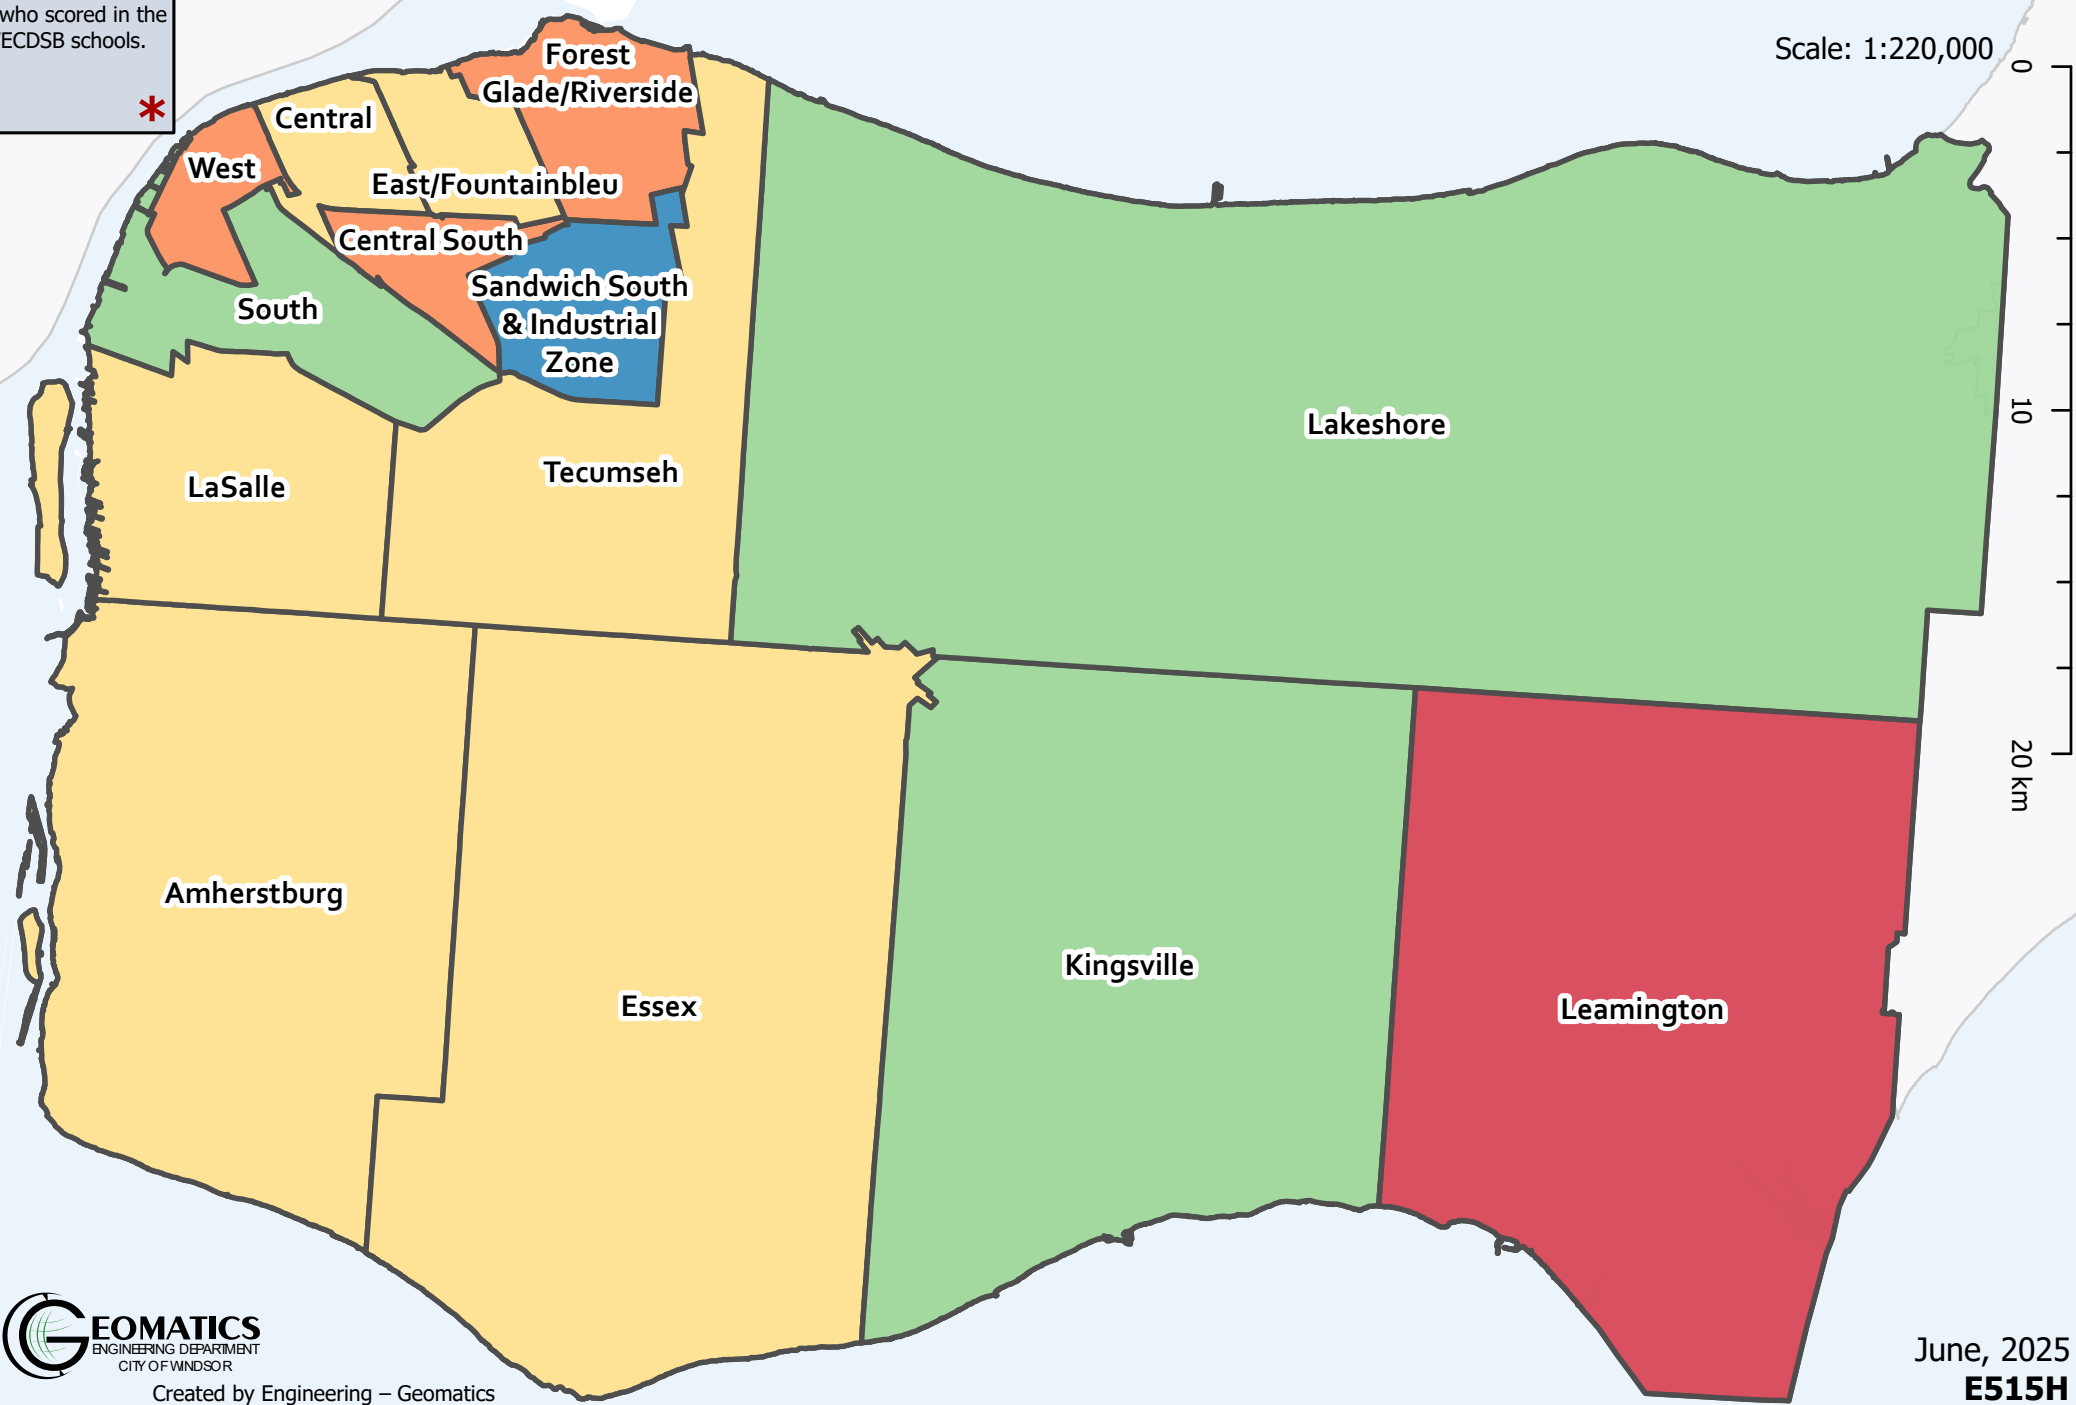 who scored in the
ECDSB schools.
*
Scale: 1:220,000
0
10
20 km
Forest
Glade/Riverside
Central
West
East/Fountainbleu
Central South
Sandwich South
& Industrial
Zone
South
Lakeshore
Tecumseh
LaSalle
Amherstburg
Kingsville
Essex
Leamington
GEOMATICS
ENGINEERING DEPARTMENT
CITY OF WINDSOR
Created by Engineering – Geomatics
June, 2025
E515H